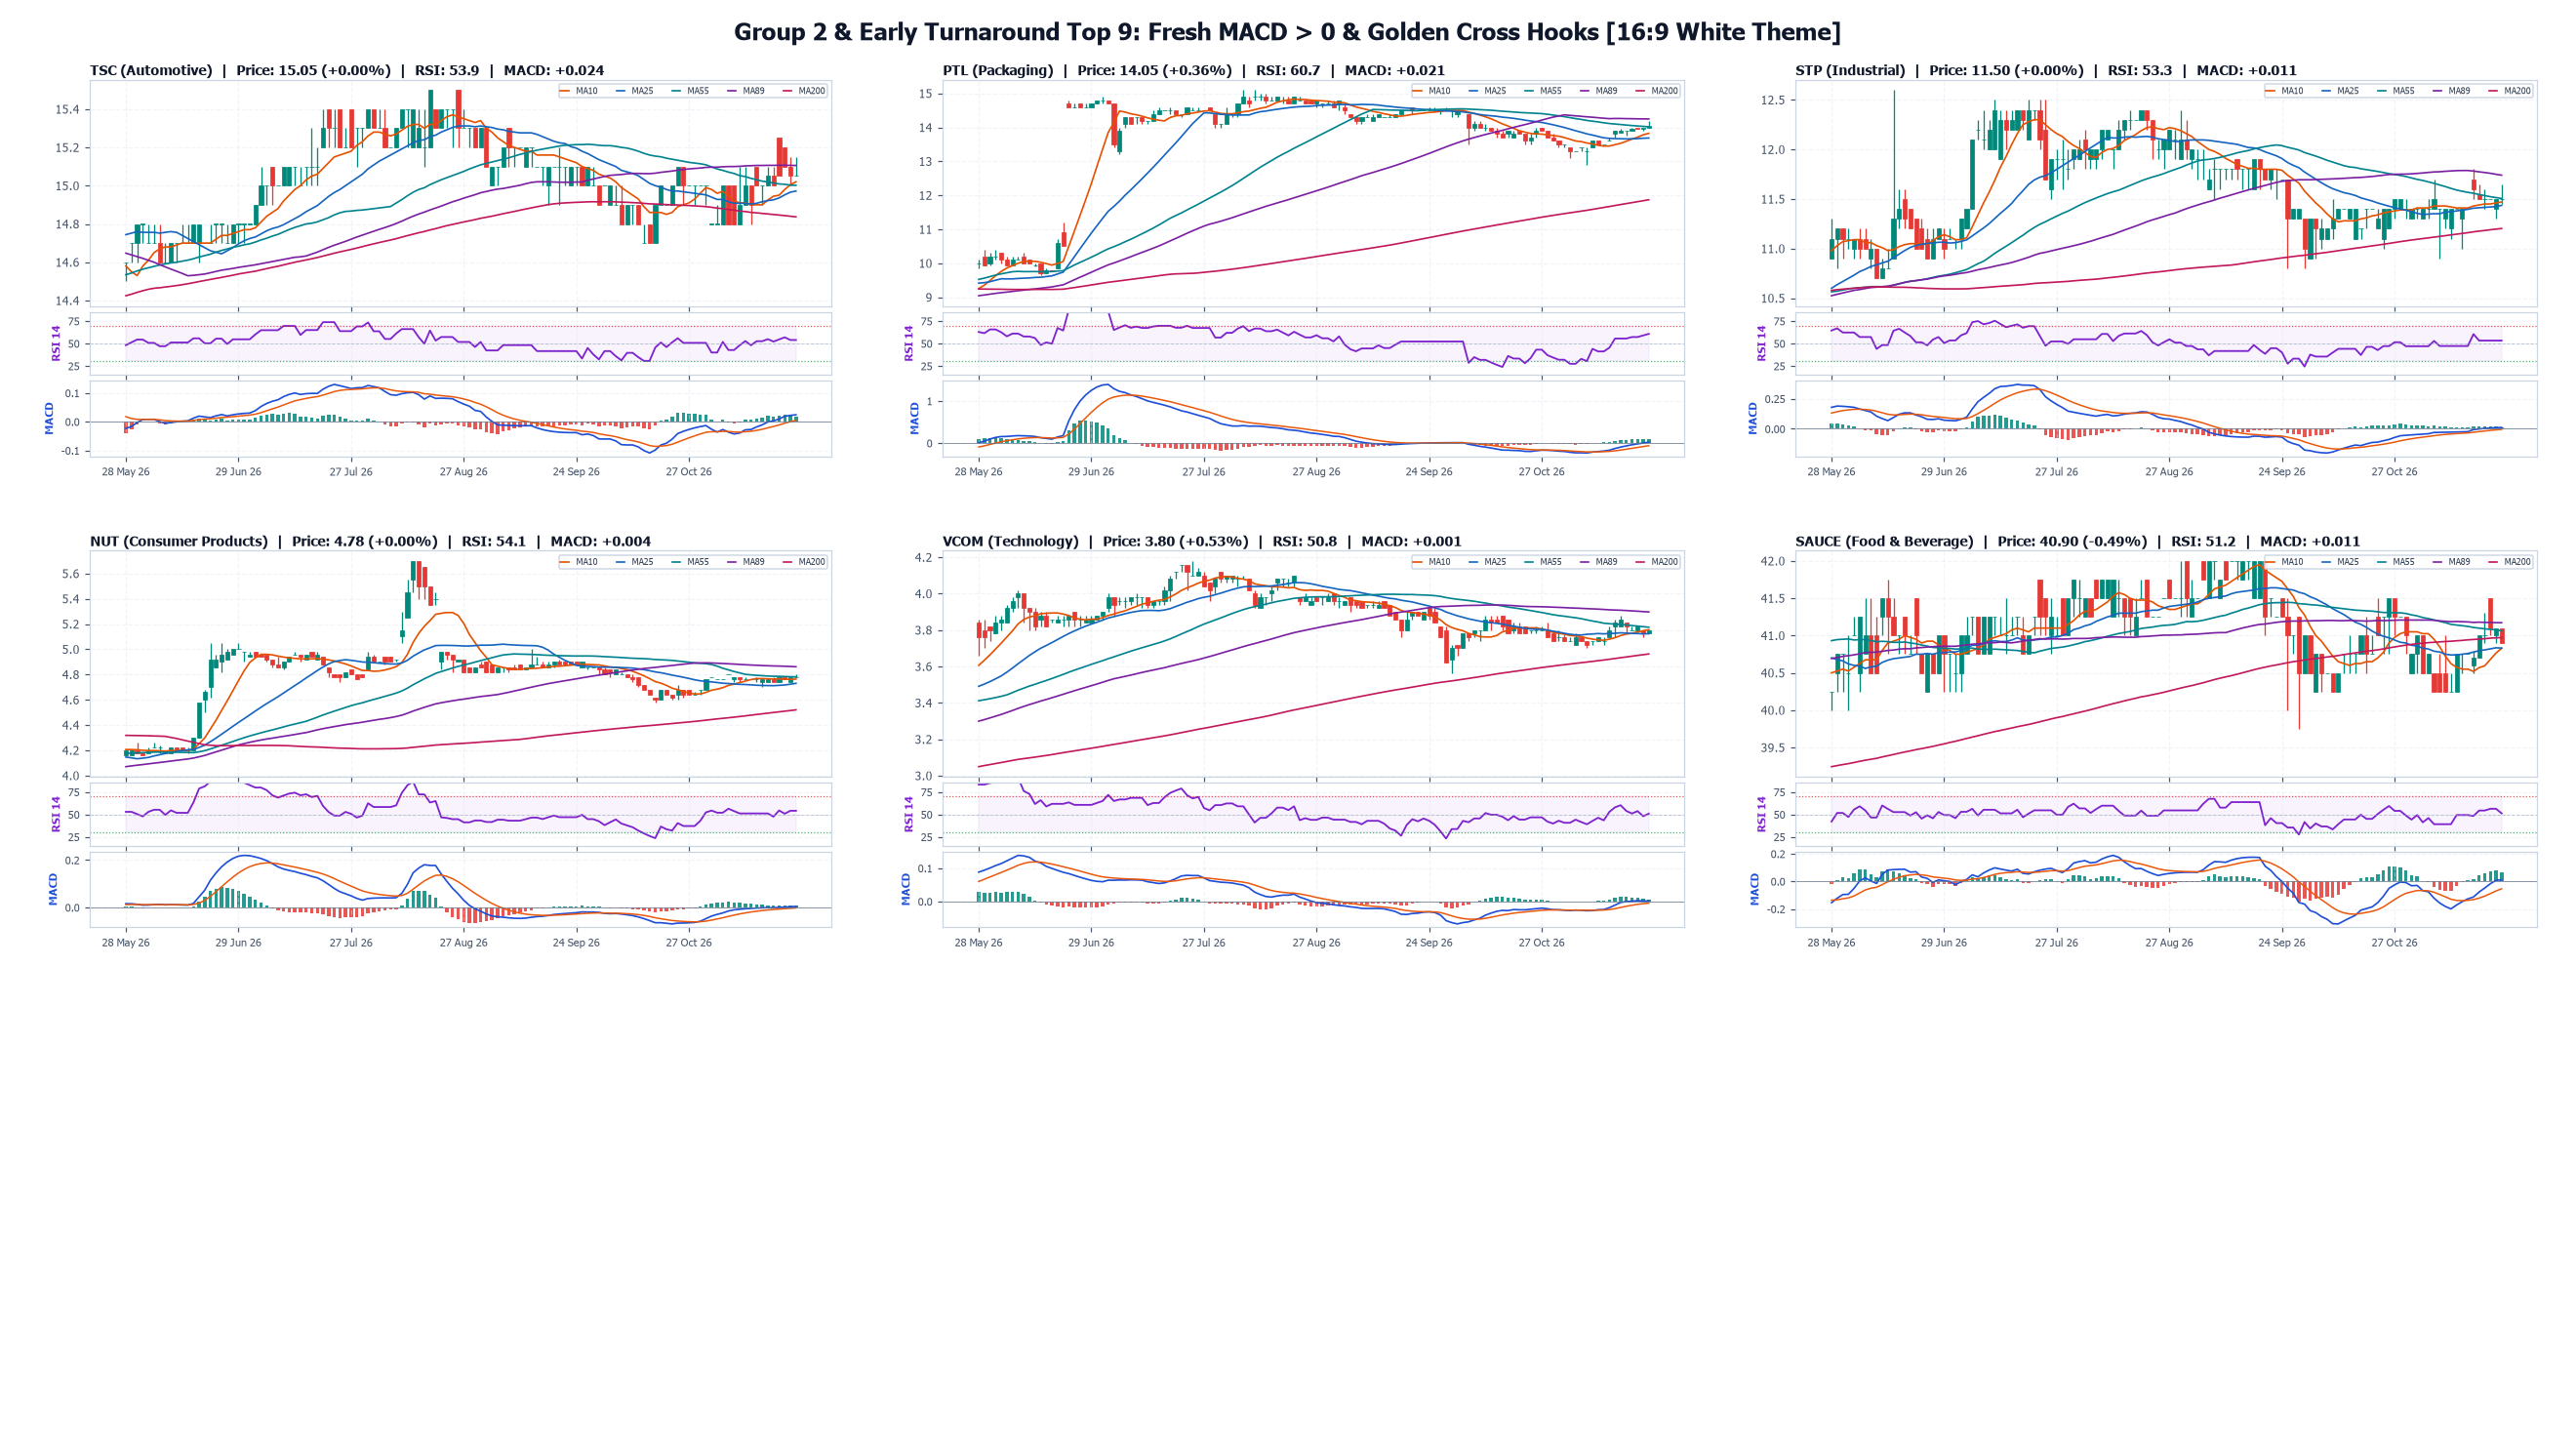 Group 2 & Early Turnaround Top 9: Fresh MACD > 0 & Golden Cross Hooks [16:9 White Theme]
TSC (Automotive) | Price: 15.05 (+0.00%) | RSI: 53.9 | MACD: +0.024
MA10 MA25 MA55 MA89 MA200
15.4
15.2
15.0
14.8
14.6
14.4
RSI 14
75
50
25
MACD
0.1
0.0
-0.1
28 May 26 29 Jun 26 27 Jul 26 27 Aug 26 24 Sep 26 27 Oct 26
PTL (Packaging) | Price: 14.05 (+0.36%) | RSI: 60.7 | MACD: +0.021
MA10 MA25 MA55 MA89 MA200
15
14
13
12
11
10
9
RSI 14
75
50
25
MACD
1
0
28 May 26 29 Jun 26 27 Jul 26 27 Aug 26 24 Sep 26 27 Oct 26
STP (Industrial) | Price: 11.50 (+0.00%) | RSI: 53.3 | MACD: +0.011
MA10 MA25 MA55 MA89 MA200
12.5
12.0
11.5
11.0
10.5
RSI 14
75
50
25
MACD
0.25
0.00
28 May 26 29 Jun 26 27 Jul 26 27 Aug 26 24 Sep 26 27 Oct 26
NUT (Consumer Products) | Price: 4.78 (+0.00%) | RSI: 54.1 | MACD: +0.004
MA10 MA25 MA55 MA89 MA200
5.6
5.4
5.2
5.0
4.8
4.6
4.4
4.2
4.0
RSI 14
75
50
25
MACD
0.2
0.0
28 May 26 29 Jun 26 27 Jul 26 27 Aug 26 24 Sep 26 27 Oct 26
VCOM (Technology) | Price: 3.80 (+0.53%) | RSI: 50.8 | MACD: +0.001
MA10 MA25 MA55 MA89 MA200
4.2
4.0
3.8
3.6
3.4
3.2
3.0
RSI 14
75
50
25
MACD
0.1
0.0
28 May 26 29 Jun 26 27 Jul 26 27 Aug 26 24 Sep 26 27 Oct 26
SAUCE (Food & Beverage) | Price: 40.90 (-0.49%) | RSI: 51.2 | MACD: +0.011
MA10 MA25 MA55 MA89 MA200
42.0
41.5
41.0
40.5
40.0
39.5
RSI 14
75
50
25
MACD
0.2
0.0
-0.2
28 May 26 29 Jun 26 27 Jul 26 27 Aug 26 24 Sep 26 27 Oct 26